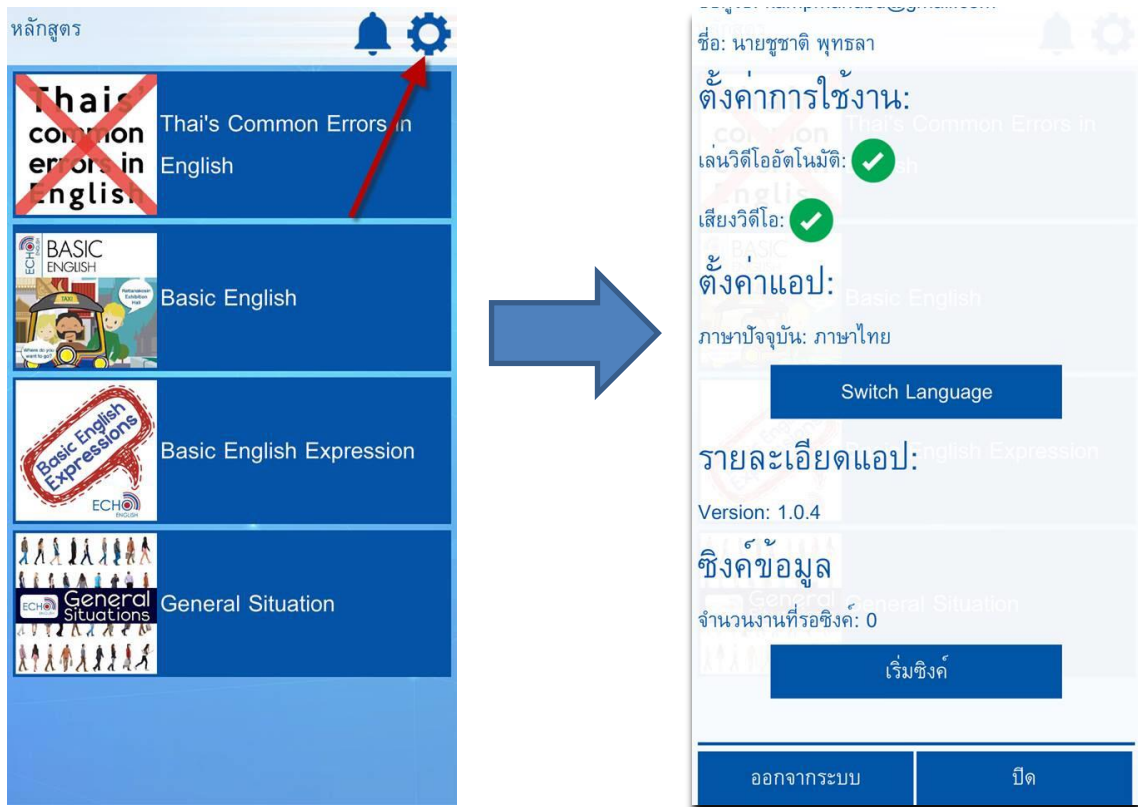 หลักสูตร
Thais'
common
errors in
English
Thai's Common Errors in
English
ECHO
ENGLISH
BASIC
ENGLISH
TAXI
Basic English
Basic English
Expressions
ECHO
ENGLISH
Basic English Expression
ECHO
ENGLISH
General
Situations
General Situation
ชื่อ: นายชูชาติ พุทธลา
ตั้งค่าการใช้งาน:
เล่นวิดีโออัตโนมัติ:
เสียงวิดีโอ:
ตั้งค่าแอป:
ภาษาปัจจุบัน: ภาษาไทย
Switch Language
รายละเอียดแอป:
Version: 1.0.4
ซิงค์ข้อมูล
จำนวนงานที่รอซิงค์: 0
เริ่มซิงค์
ออกจากระบบ
ปิด